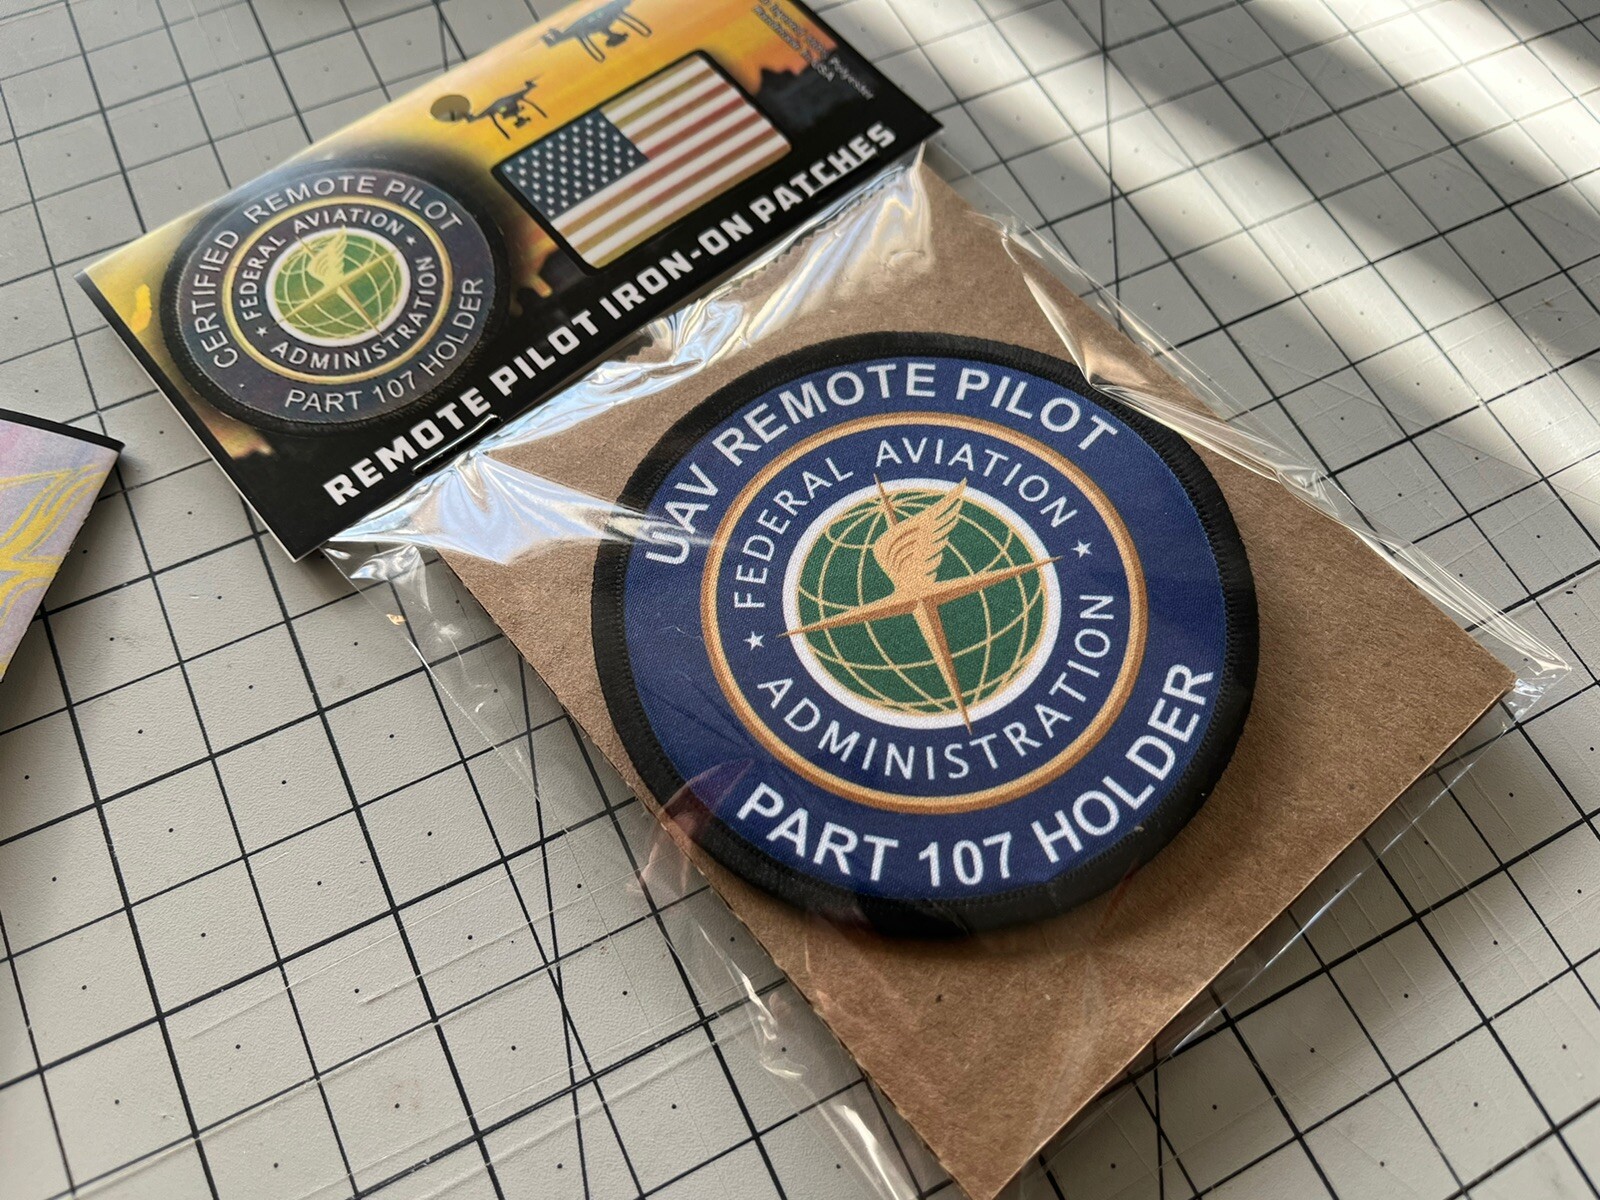 CERTIFIED REMOTE PILOT
FEDERAL AVIATION
ADMINISTRATION
PART 107 HOLDER
Polyester
REMOTE PILOT IRON-ON PATCHES
UAV REMOTE PILOT
FEDERAL AVIATION
ADMINISTRATION
PART 107 HOLDER